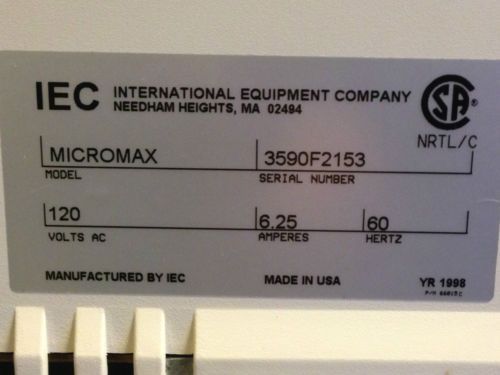 IEC INTERNATIONAL EQUIPMENT COMPANY
NEEDHAM HEIGHTS, MA 02494
SA
NRTL/C
MICROMAX 3590F2153
MODEL SERIAL NUMBER
120 6.25 60
VOLTS AC AMPERES HERTZ
MANUFACTURED BY IEC MADE IN USA YR 1998
P/N